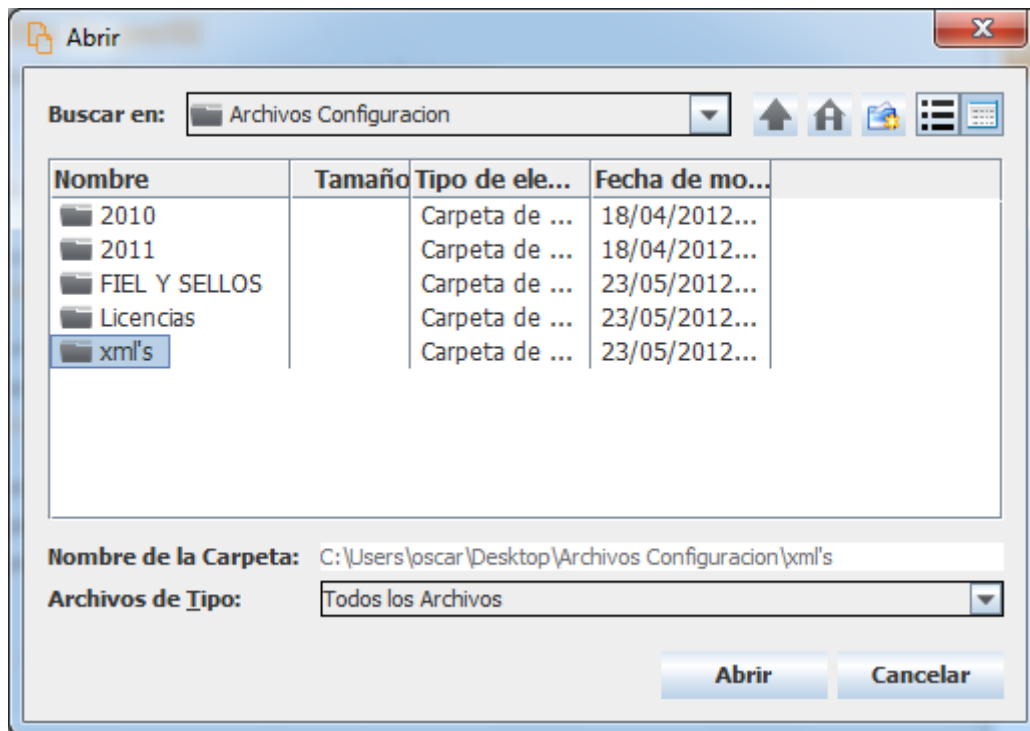 Abrir
Buscar en: Archivos Configuracion
Nombre Tamaño Tipo de ele... Fecha de mo...
2010 Carpeta de ... 18/04/2012...
2011 Carpeta de ... 18/04/2012...
FIEL Y SELLOS Carpeta de ... 23/05/2012...
Licencias Carpeta de ... 23/05/2012...
xml's Carpeta de ... 23/05/2012...
Nombre de la Carpeta: C:\Users\oscar\Desktop\Archivos Configuracion\xml's
Archivos de Tipo: Todos los Archivos
Abrir Cancelar